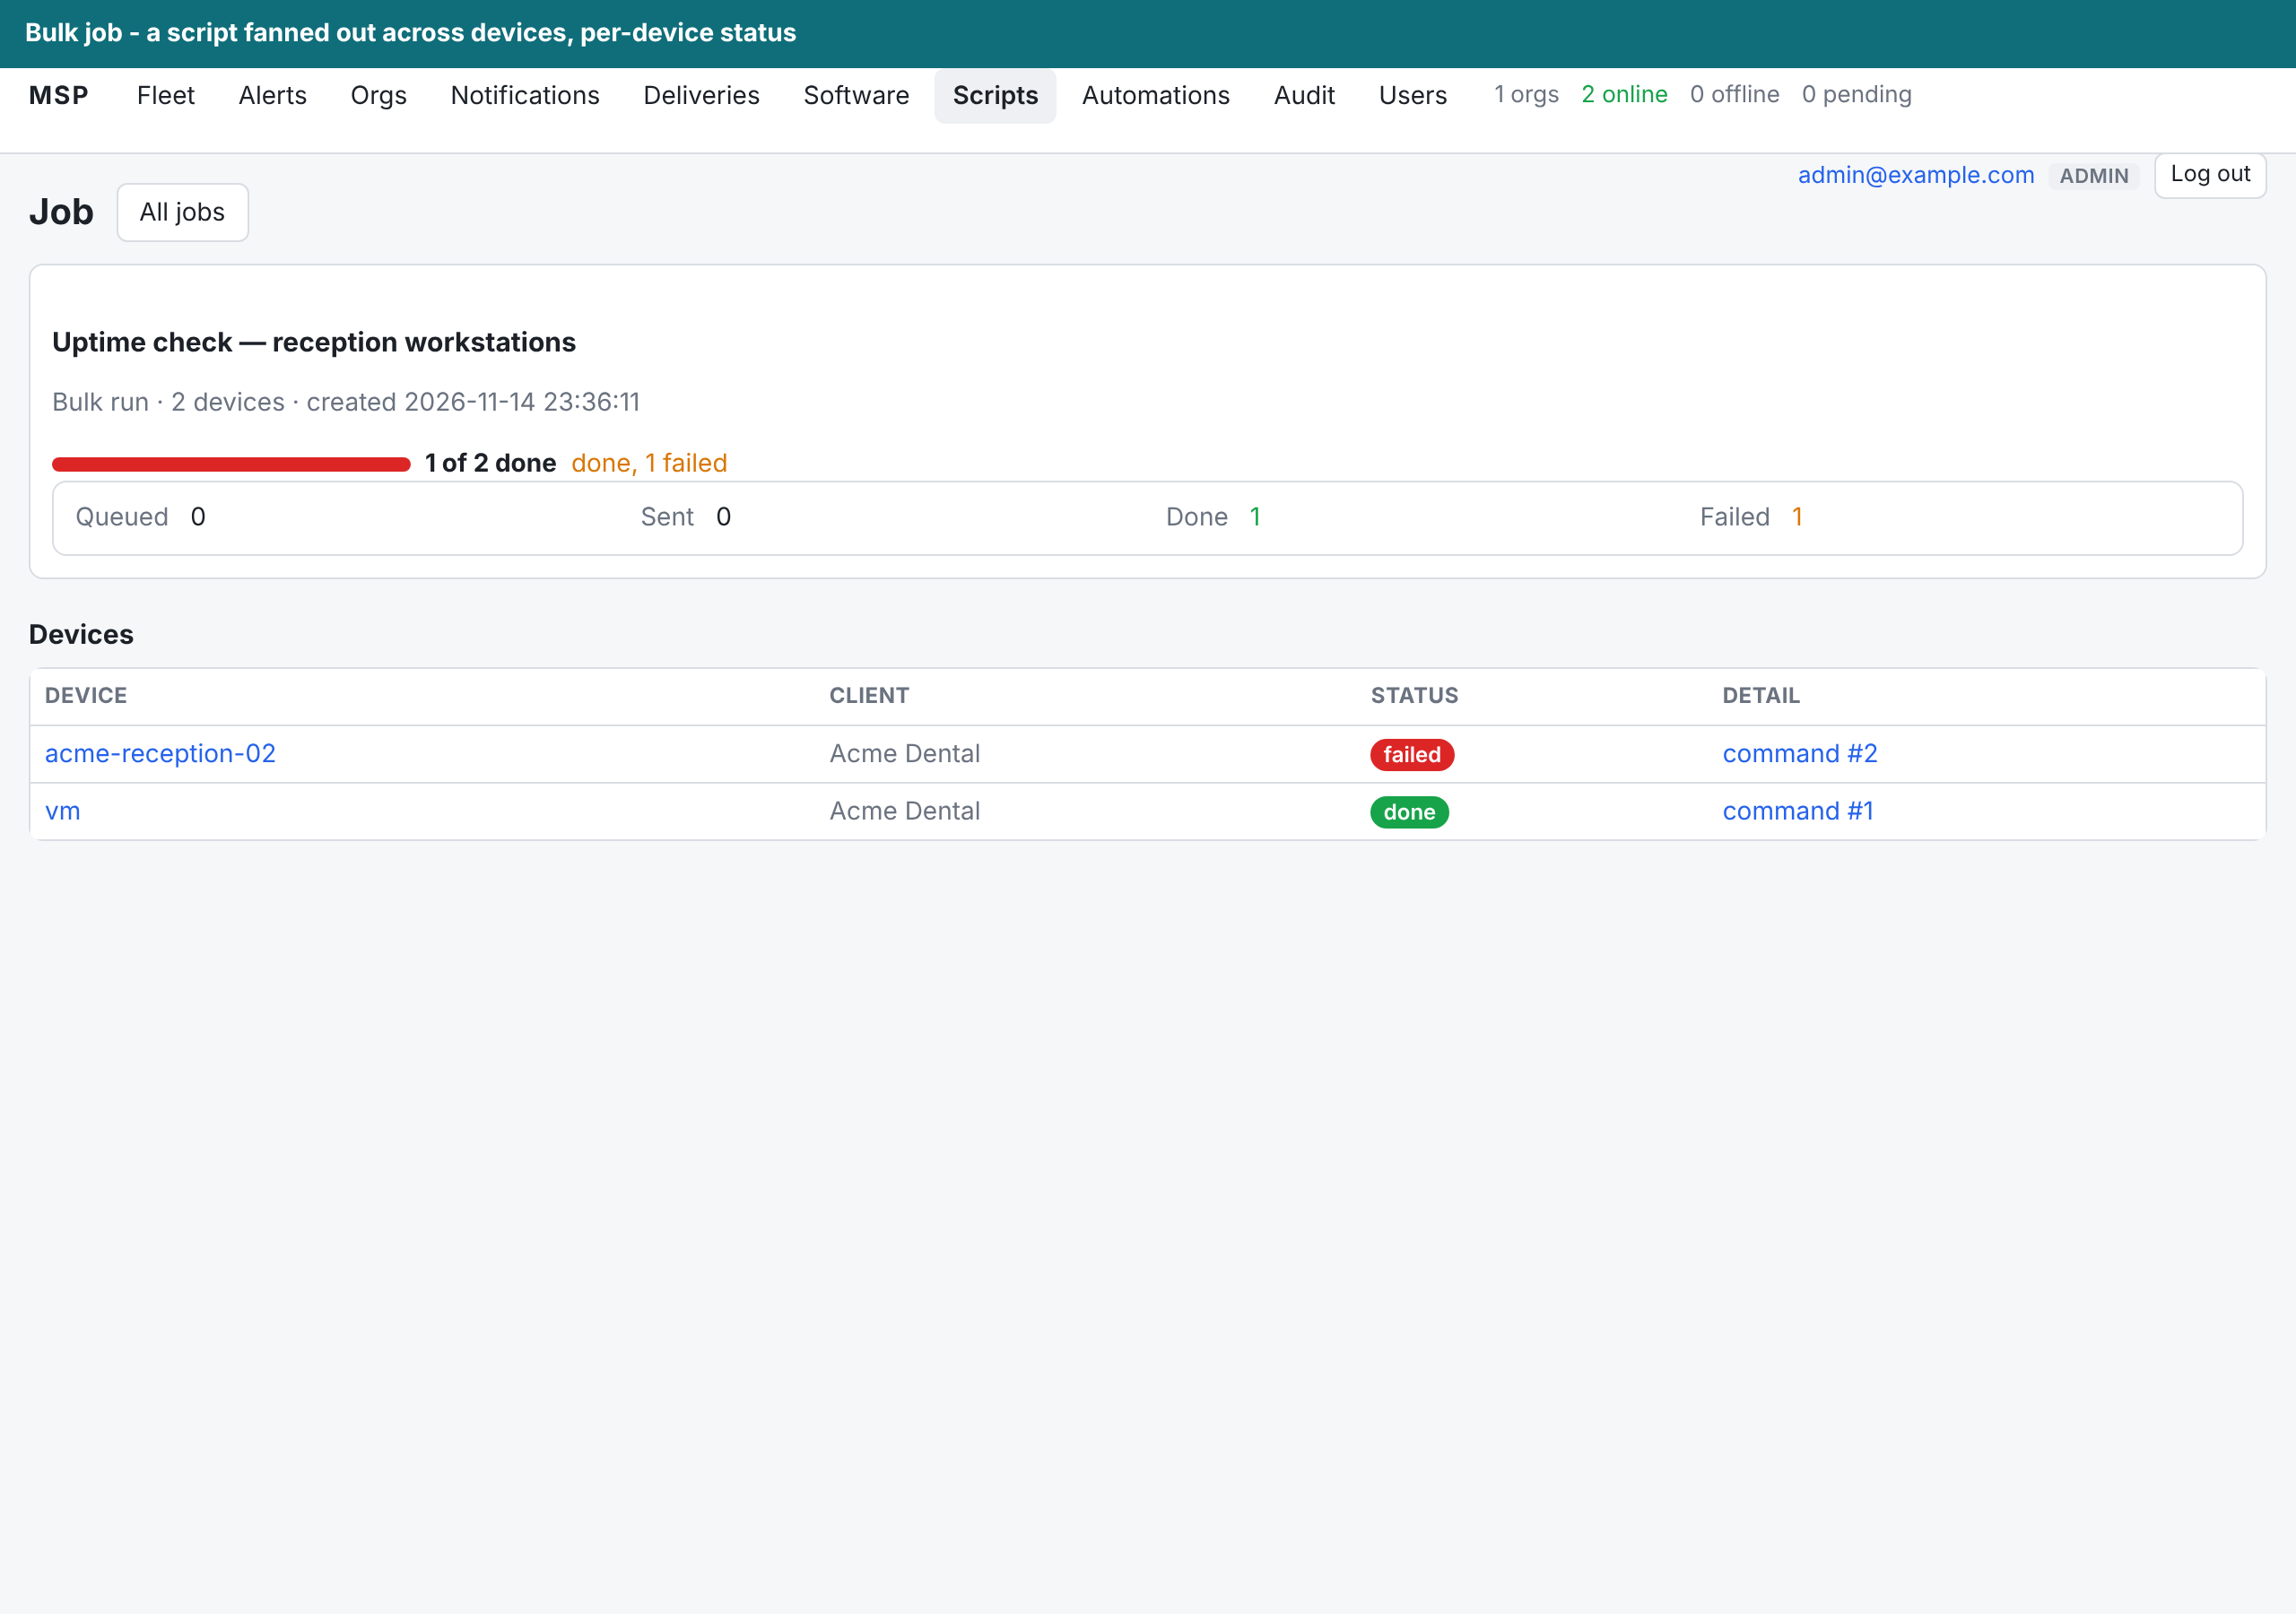 Bulk job - a script fanned out across devices, per-device status
MSP Fleet Alerts Orgs Notifications Deliveries Software Scripts Automations Audit Users 1 orgs 2 online 0 offline 0 pending
admin@example.com ADMIN Log out
Job All jobs
Uptime check — reception workstations
Bulk run · 2 devices · created 2026-11-14 23:36:11
1 of 2 done done, 1 failed
Queued 0 Sent 0 Done 1 Failed 1
Devices
DEVICE CLIENT STATUS DETAIL
acme-reception-02 Acme Dental failed command #2
vm Acme Dental done command #1